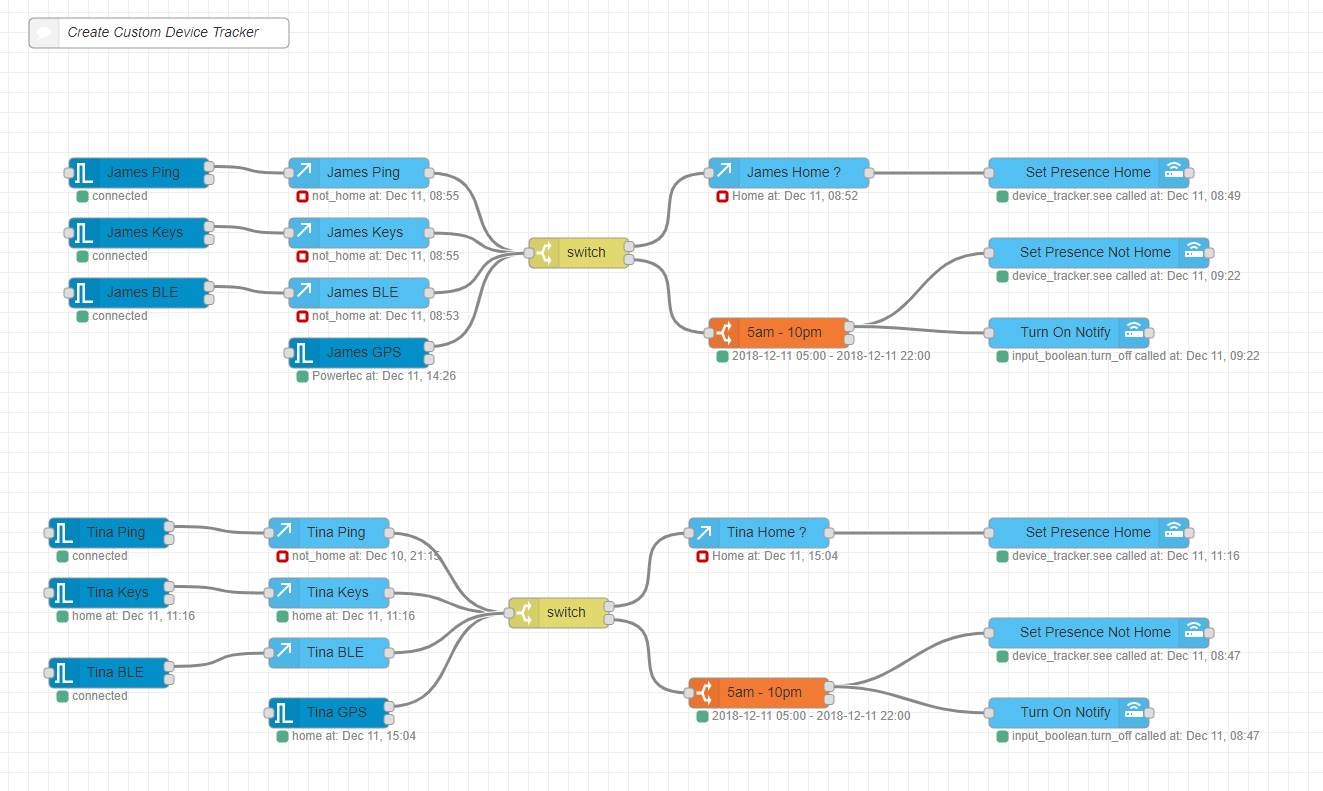 Create Custom Device Tracker
James Ping
connected
James Ping
not_home at: Dec 11, 08:55
James Home ?
Home at: Dec 11, 08:52
Set Presence Home
device_tracker.see called at: Dec 11, 08:49
James Keys
connected
James Keys
not_home at: Dec 11, 08:55
switch
Set Presence Not Home
device_tracker.see called at: Dec 11, 09:22
James BLE
connected
James BLE
not_home at: Dec 11, 08:53
James GPS
Powertec at: Dec 11, 14:26
5am - 10pm
2018-12-11 05:00 - 2018-12-11 22:00
Turn On Notify
input_boolean.turn_off called at: Dec 11, 09:22
Tina Ping
connected
Tina Ping
not_home at: Dec 10, 21:15
Tina Home ?
Home at: Dec 11, 15:04
Set Presence Home
device_tracker.see called at: Dec 11, 11:16
Tina Keys
home at: Dec 11, 11:16
Tina Keys
home at: Dec 11, 11:16
switch
Set Presence Not Home
device_tracker.see called at: Dec 11, 08:47
Tina BLE
connected
Tina BLE
Tina GPS
home at: Dec 11, 15:04
5am - 10pm
2018-12-11 05:00 - 2018-12-11 22:00
Turn On Notify
input_boolean.turn_off called at: Dec 11, 08:47